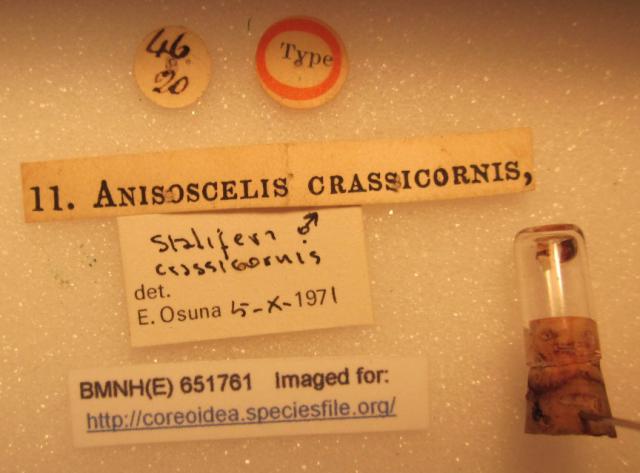 46
20
Type
11. ANISOSCELIS CRASSICORNIS,
Stalifera ♂
crassicornis
det.
E. Osuna 5-X-1971
BMNH(E) 651761 Imaged for:
http://coreoidea.speciesfile.org/